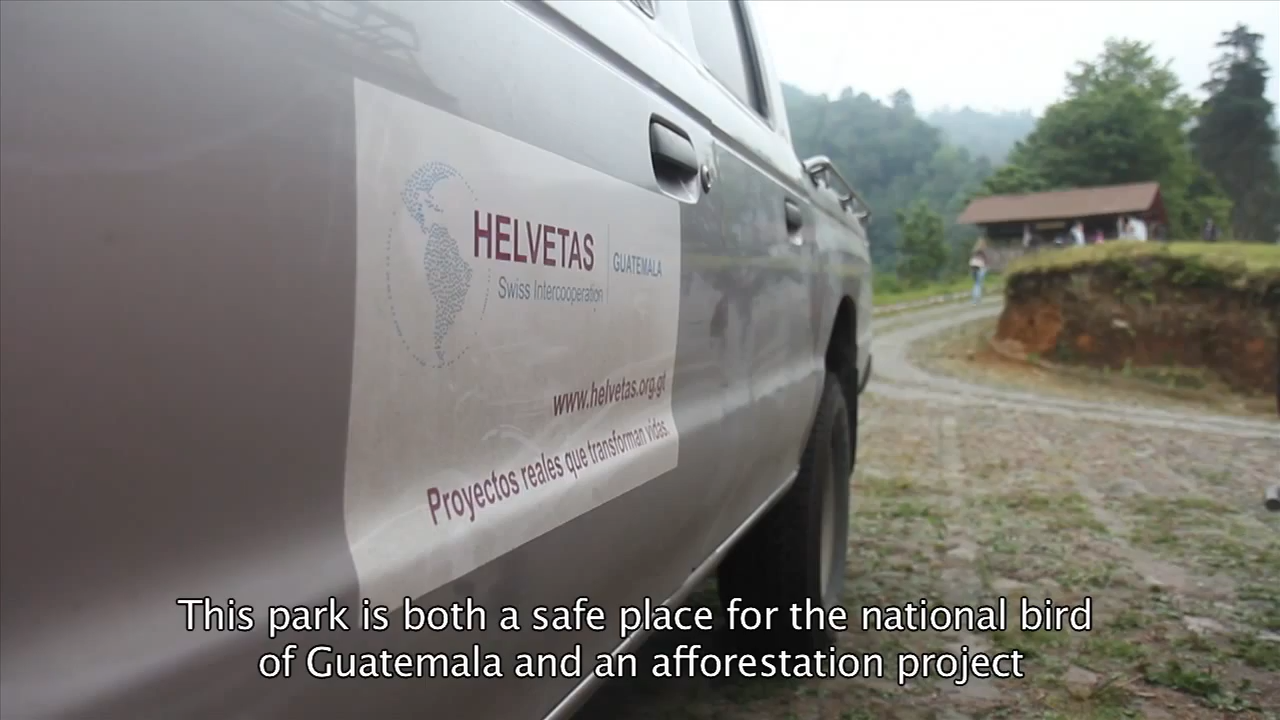 HELVETAS
GUATEMALA
Swiss Intercooperation
www.helvetas.org.gt
Proyectos reales que transforman vidas.
This park is both a safe place for the national bird
of Guatemala and an afforestation project